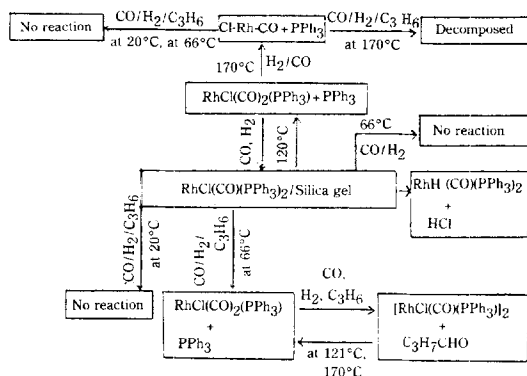 No reaction
CO/H2/C3H6
at 20°C, at 66°C
Cl-Rh-CO + PPh3
CO/H2/C3 H6
at 170°C
Decomposed
170°C
H2/CO
RhCl(CO)2(PPh3) + PPh3
CO, H2
120°C
66°C
CO/H2
No reaction
RhCl(CO)(PPh3)2/Silica gel
RhH (CO)(PPh3)2
+
HCl
CO/H2/C3H6
at 20°C
CO/H2/
C3H6
at 66°C
No reaction
RhCl(CO)2(PPh3)
+
PPh3
CO,
H2, C3H6
at 121°C,
170°C
[RhCl(CO)(PPh3)]2
+
C3H7CHO